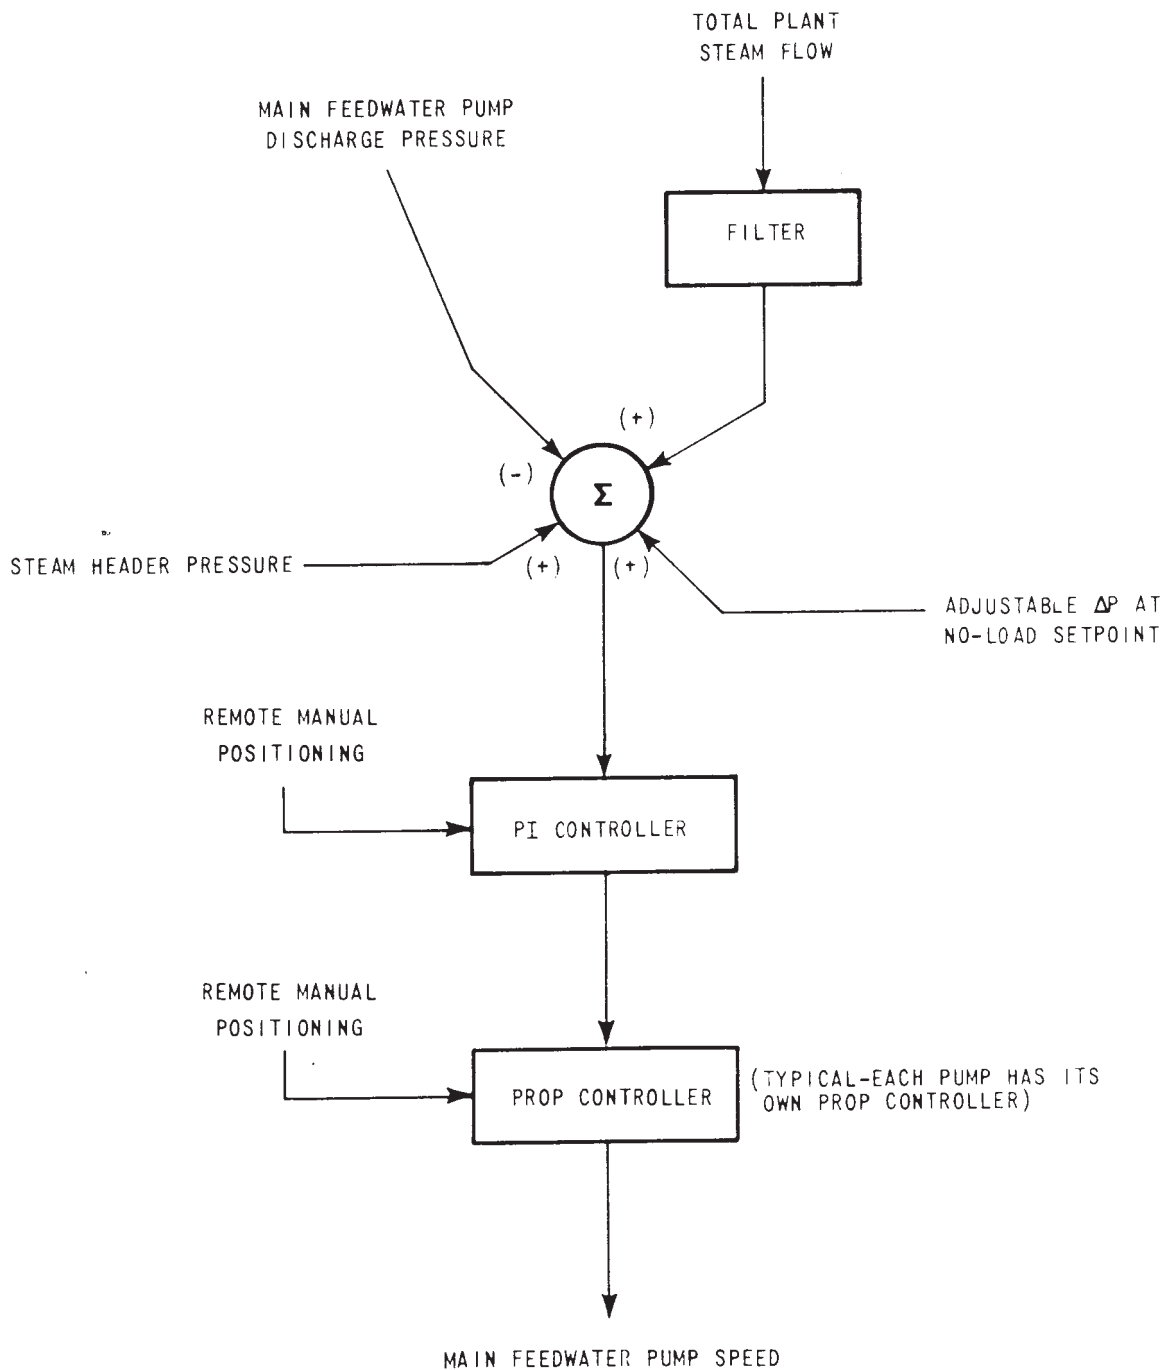 TOTAL PLANT
STEAM FLOW
MAIN FEEDWATER PUMP
DISCHARGE PRESSURE
FILTER
(+)
(-)
Σ
STEAM HEADER PRESSURE
(+)
(+)
ADJUSTABLE ΔP AT
NO-LOAD SETPOINT
REMOTE MANUAL
POSITIONING
PI CONTROLLER
REMOTE MANUAL
POSITIONING
PROP CONTROLLER
(TYPICAL-EACH PUMP HAS ITS
OWN PROP CONTROLLER)
MAIN FEEDWATER PUMP SPEED